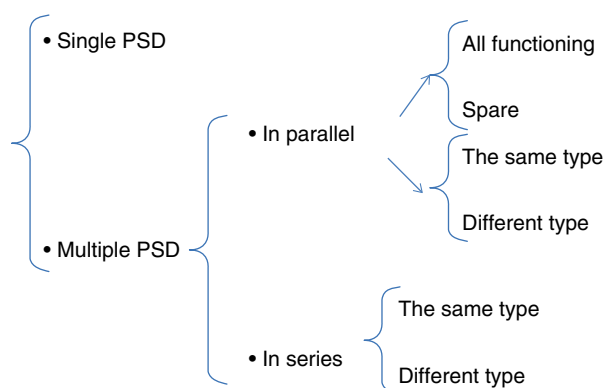 • Single PSD
All functioning
Spare
• In parallel
The same type
Different type
• Multiple PSD
The same type
• In series
Different type